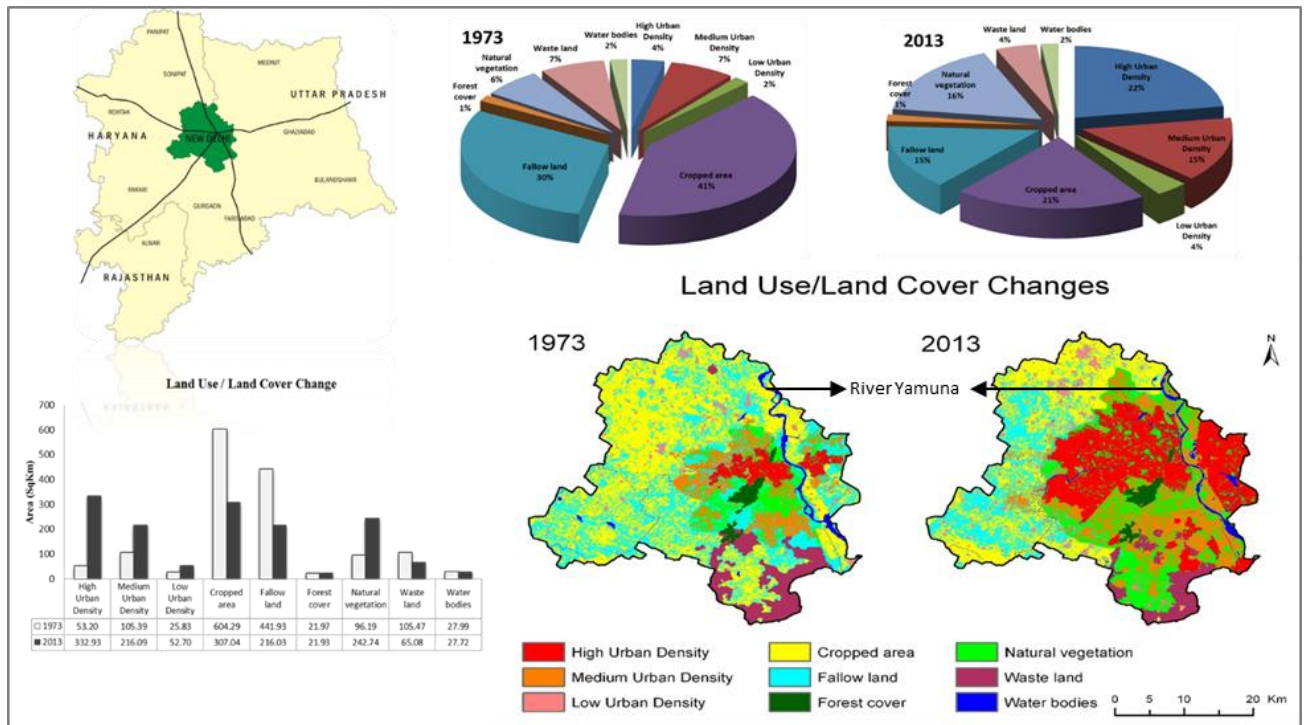 PANIPAT
SONIPAT
MEERUT
UTTAR PRADESH
ROHTAK
HARYANA
NEW DELHI
GHAZIABAD
REWARI
BULANDSHAHR
GURGAON
FARIDABAD
ALWAR
RAJASTHAN
1973
Water bodies
2%
High Urban
Density
4%
Medium Urban
Density
7%
Low Urban
Density
2%
Cropped area
41%
Fallow land
30%
Forest
cover
1%
Natural
vegetation
6%
Waste land
7%
2013
Waste land
4%
Water bodies
2%
High Urban
Density
22%
Medium Urban
Density
15%
Low Urban
Density
4%
Cropped area
21%
Fallow land
15%
Forest
cover
1%
Natural
vegetation
16%
Land Use / Land Cover Change
Area (SqKm)
700
600
500
400
300
200
100
0
High Urban Density Medium Urban Density Low Urban Density Cropped area Fallow land Forest cover Natural vegetation Waste land Water bodies
1973 53.20 105.39 25.83 604.29 441.93 21.97 96.19 105.47 27.99
2013 332.93 216.09 52.70 307.04 216.03 21.93 242.74 65.08 27.72
Land Use/Land Cover Changes
1973
2013
N
River Yamuna
High Urban Density
Cropped area
Natural vegetation
Medium Urban Density
Fallow land
Waste land
Low Urban Density
Forest cover
Water bodies
0 5 10 20 Km